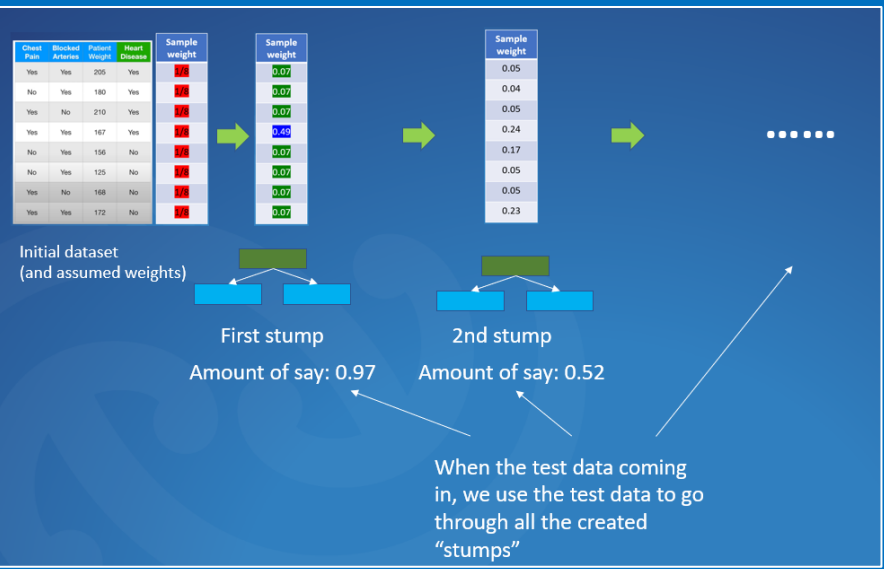 Chest Pain Blocked Arteries Patient Weight Heart Disease
Yes Yes 205 Yes
No Yes 180 Yes
Yes No 210 Yes
Yes Yes 167 Yes
No Yes 156 No
No Yes 125 No
Yes No 168 No
Yes Yes 172 No
Sample
weight
1/8
1/8
1/8
1/8
1/8
1/8
1/8
1/8
Sample
weight
0.07
0.07
0.07
0.49
0.07
0.07
0.07
0.07
Sample
weight
0.05
0.04
0.05
0.24
0.17
0.05
0.05
0.23
......
Initial dataset
(and assumed weights)
First stump
Amount of say: 0.97
2nd stump
Amount of say: 0.52
When the test data coming
in, we use the test data to go
through all the created
“stumps”